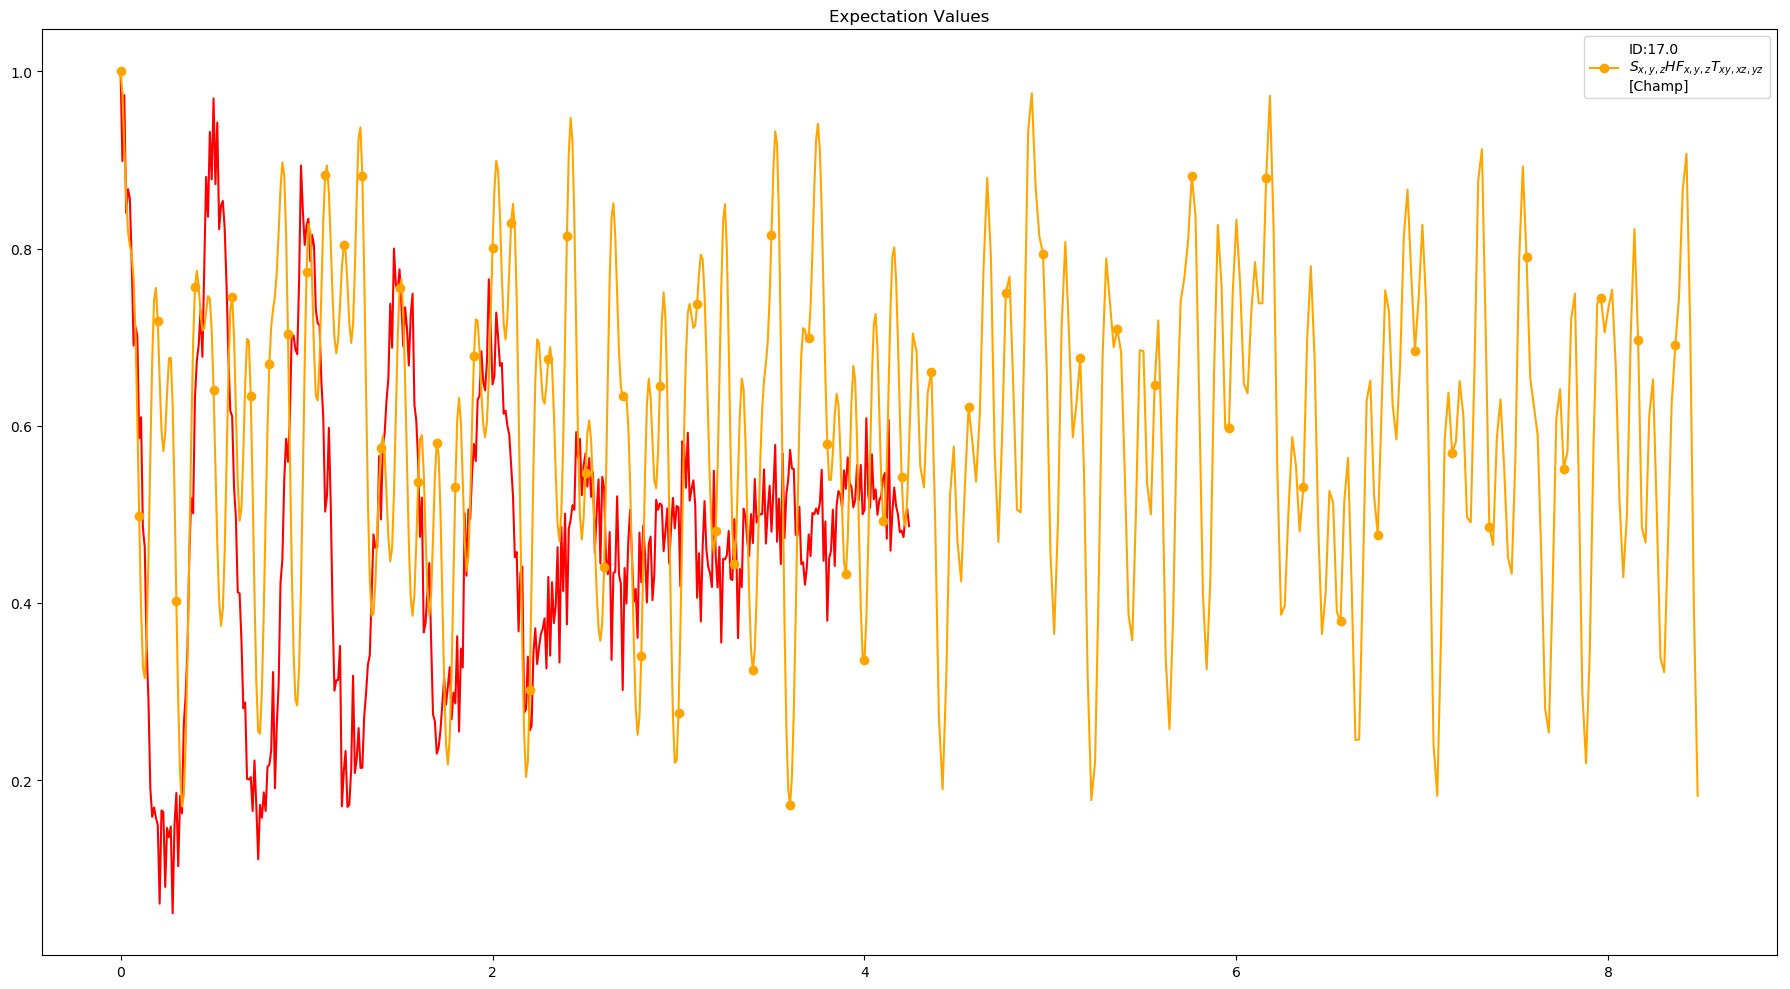 Expectation Values
ID:17.0
$S_{x,y,z}HF_{x,y,z}T_{xy,xz,yz}$
[Champ]
1.0
0.8
0.6
0.4
0.2
0 2 4 6 8